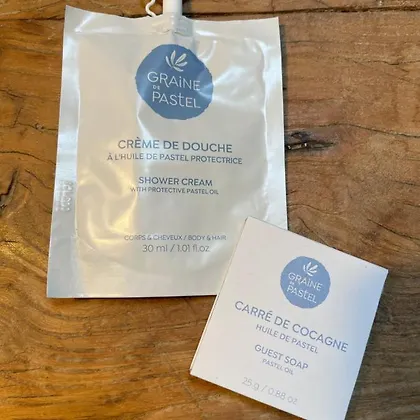 GRAINE
DE
PASTEL
CRÈME DE DOUCHE
À L'HUILE DE PASTEL PROTECTRICE
SHOWER CREAM
WITH PROTECTIVE PASTEL OIL
CORPS & CHEVEUX / BODY & HAIR
30 ml / 1.01 fl.oz
GRAINE
DE
PASTEL
CARRÉ DE COCAGNE
HUILE DE PASTEL
GUEST SOAP
PASTEL OIL
25 g / 0.88 oz